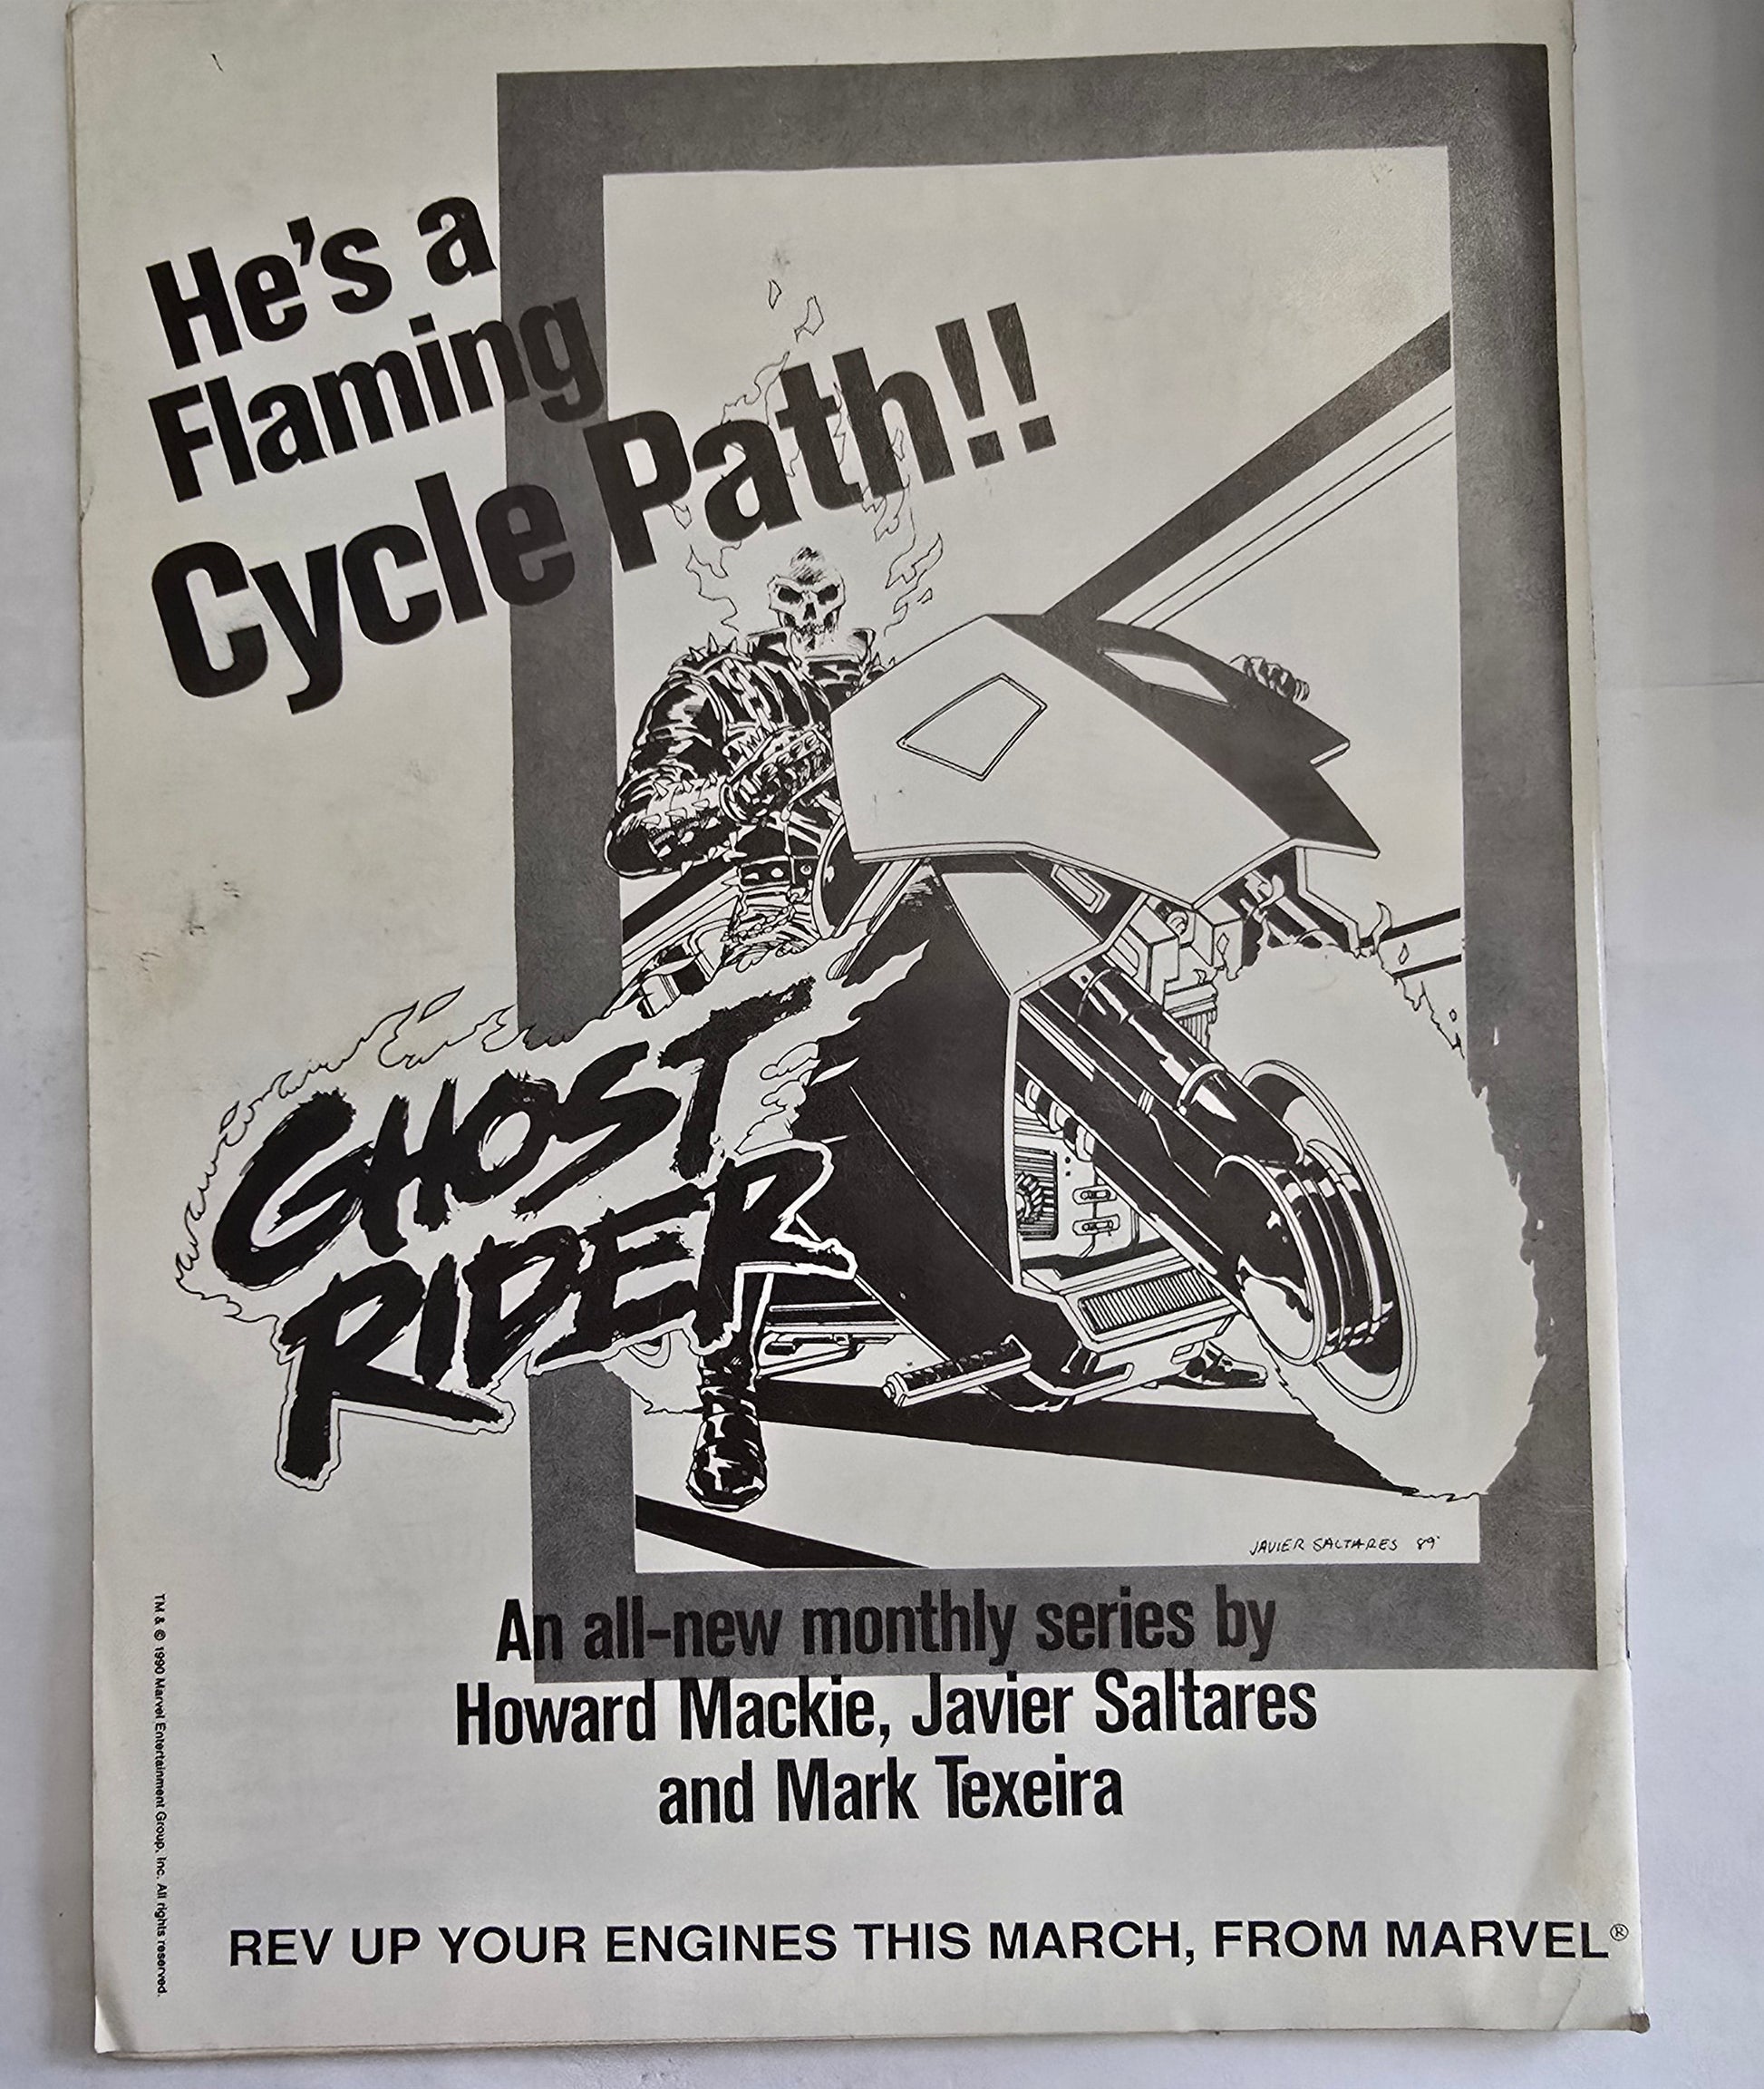 He's a
Flaming
Cycle Path!!
GHOST
RIDER
JAVIER SALTARES 89'
An all-new monthly series by
Howard Mackie, Javier Saltares
and Mark Texeira
TM & © 1990 Marvel Entertainment Group, Inc. All rights reserved.
REV UP YOUR ENGINES THIS MARCH, FROM MARVEL®